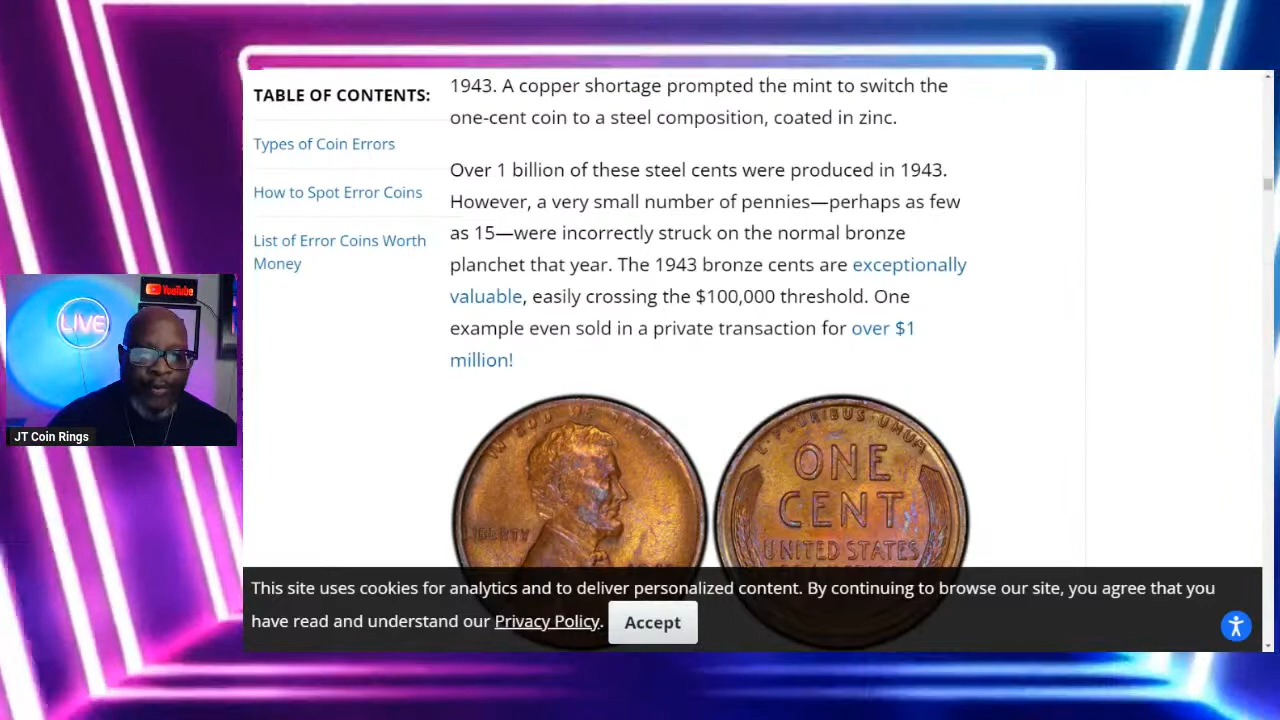 TABLE OF CONTENTS:
Types of Coin Errors
How to Spot Error Coins
List of Error Coins Worth
Money
1943. A copper shortage prompted the mint to switch the
one-cent coin to a steel composition, coated in zinc.
Over 1 billion of these steel cents were produced in 1943.
However, a very small number of pennies—perhaps as few
as 15—were incorrectly struck on the normal bronze
planchet that year. The 1943 bronze cents are exceptionally
valuable, easily crossing the $100,000 threshold. One
example even sold in a private transaction for over $1
million!
LIBERTY
E·PLURIBUS·UNUM
ONE
CENT
UNITED STATES
YouTube
LIVE
JT Coin Rings
This site uses cookies for analytics and to deliver personalized content. By continuing to browse our site, you agree that you
have read and understand our Privacy Policy. Accept